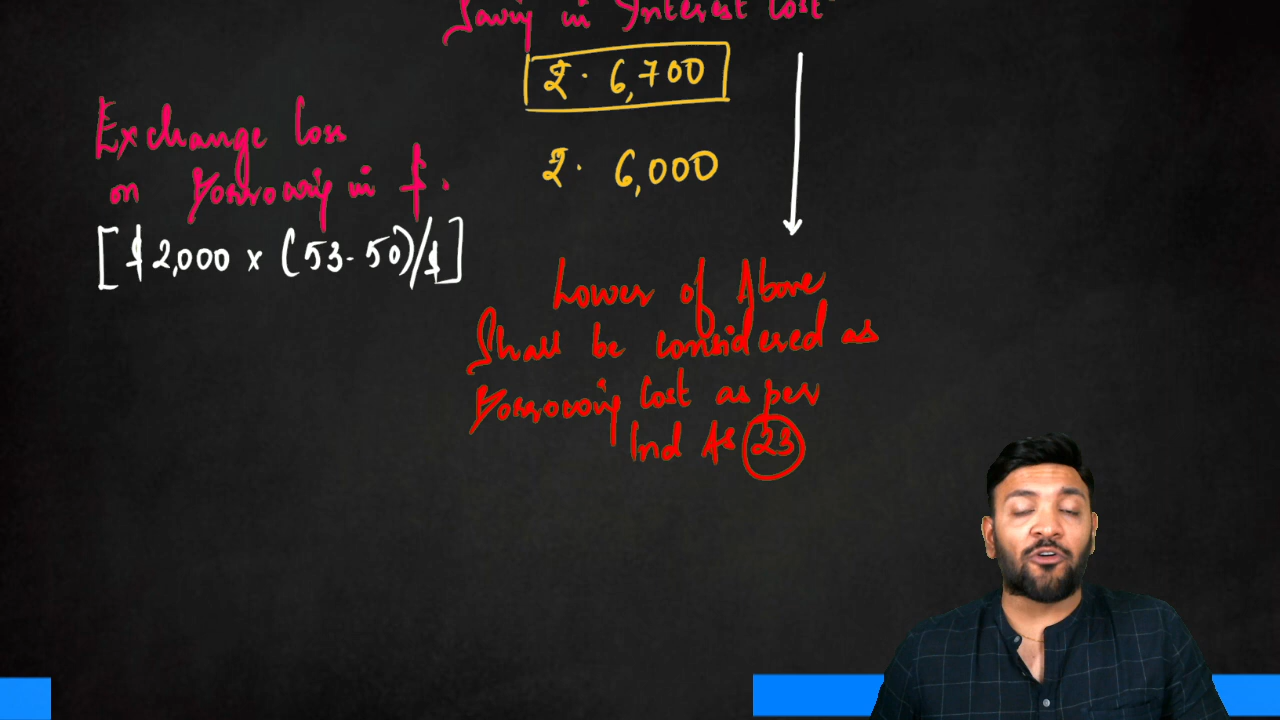 Saving in Interest Cost
₹. 6,700
Exchange Loss
on Borrowing in $.
[$ 2,000 x (53-50)/$]
₹. 6,000
Lower of Above
Shall be considered as
Borrowing Cost as per
Ind AS 23